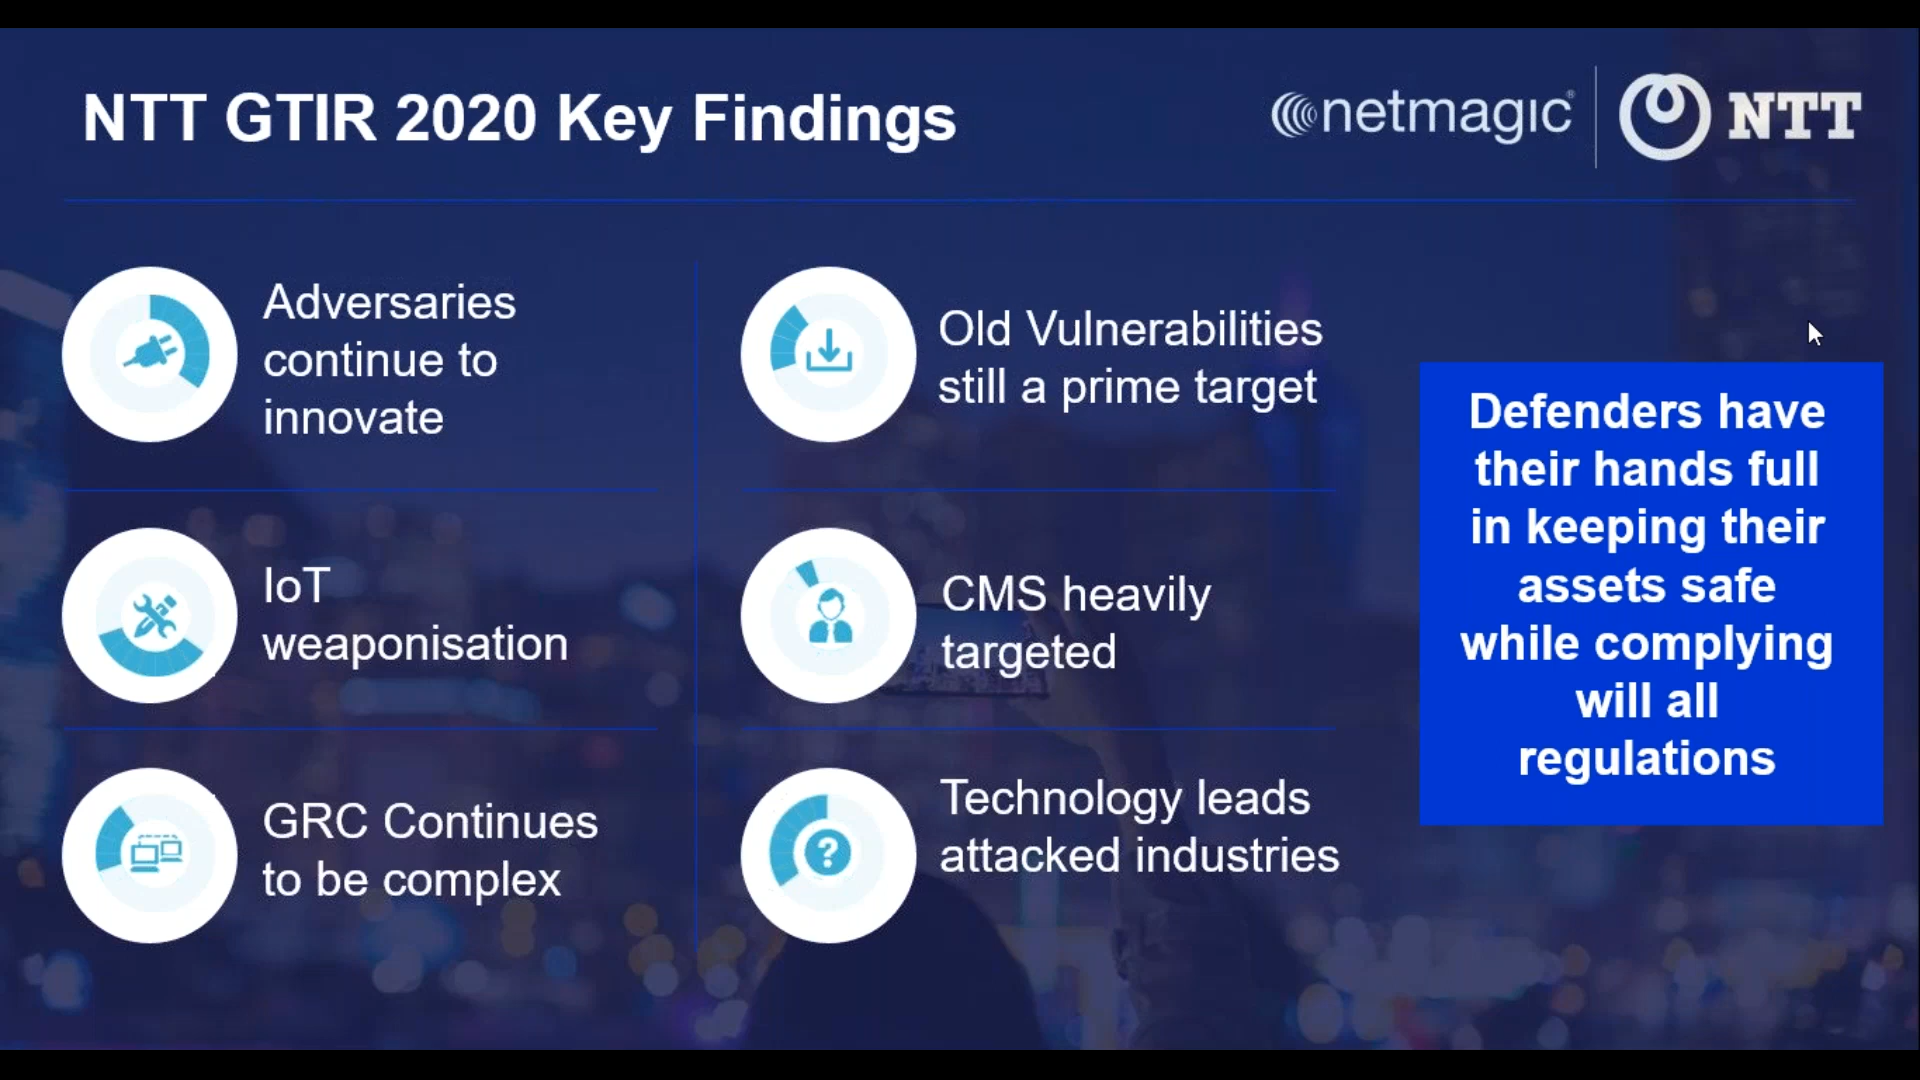 NTT GTIR 2020 Key Findings
netmagic®
NTT
Adversaries
continue to
innovate
Old Vulnerabilities
still a prime target
IoT
weaponisation
CMS heavily
targeted
GRC Continues
to be complex
Technology leads
attacked industries
?
Defenders have
their hands full
in keeping their
assets safe
while complying
will all
regulations